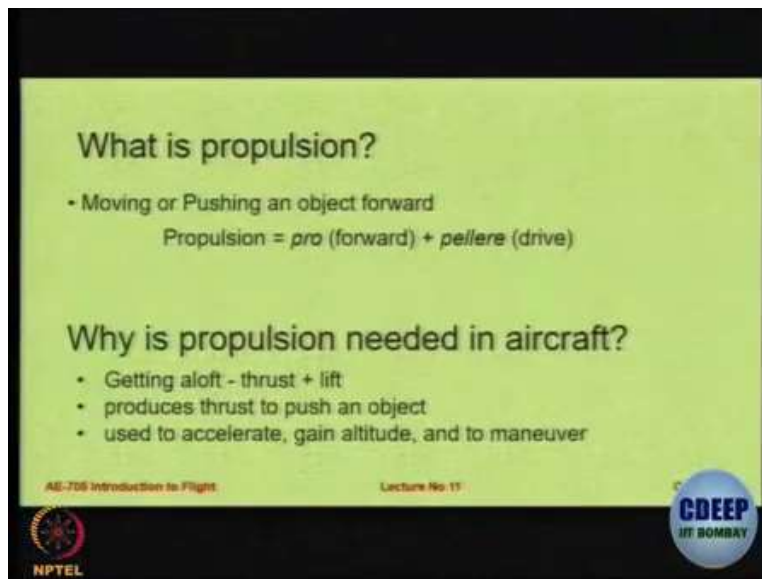 What is propulsion?
• Moving or Pushing an object forward
Propulsion = pro (forward) + pellere (drive)
Why is propulsion needed in aircraft?
• Getting aloft - thrust + lift
• produces thrust to push an object
• used to accelerate, gain altitude, and to maneuver
AE-705 Introduction to Flight Lecture No 11
CDEEP
IIT BOMBAY
NPTEL